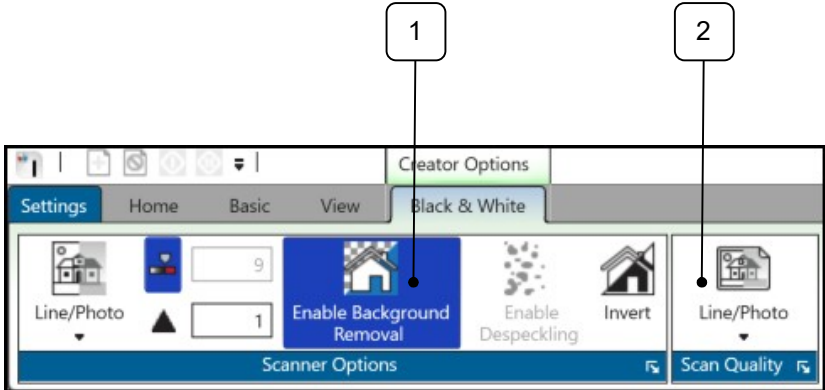 1
2
Creator Options
Settings
Home
Basic
View
Black & White
Line/Photo
9
1
Enable Background
Removal
Enable
Despeckling
Invert
Line/Photo
Scanner Options
Scan Quality